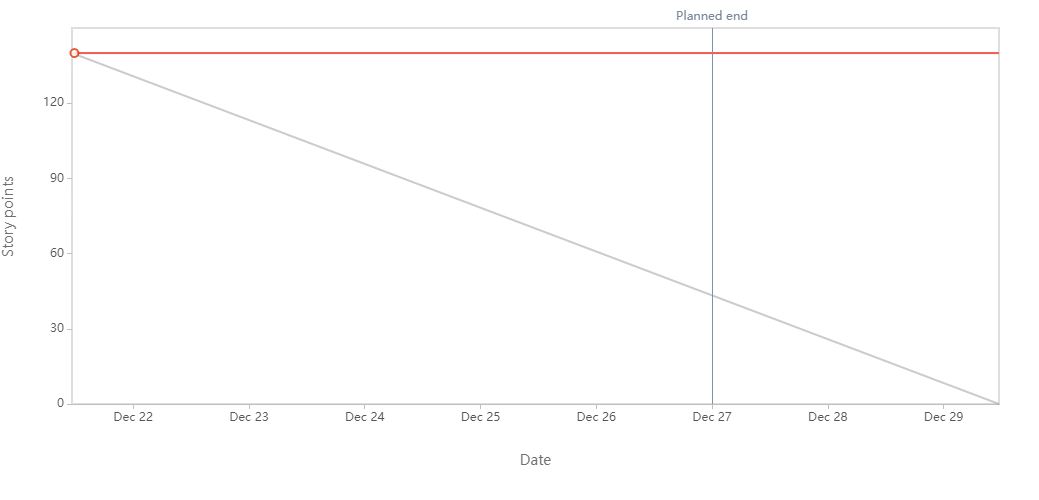 Planned end
120
90
60
30
0
Story points
Dec 22
Dec 23
Dec 24
Dec 25
Dec 26
Dec 27
Dec 28
Dec 29
Date